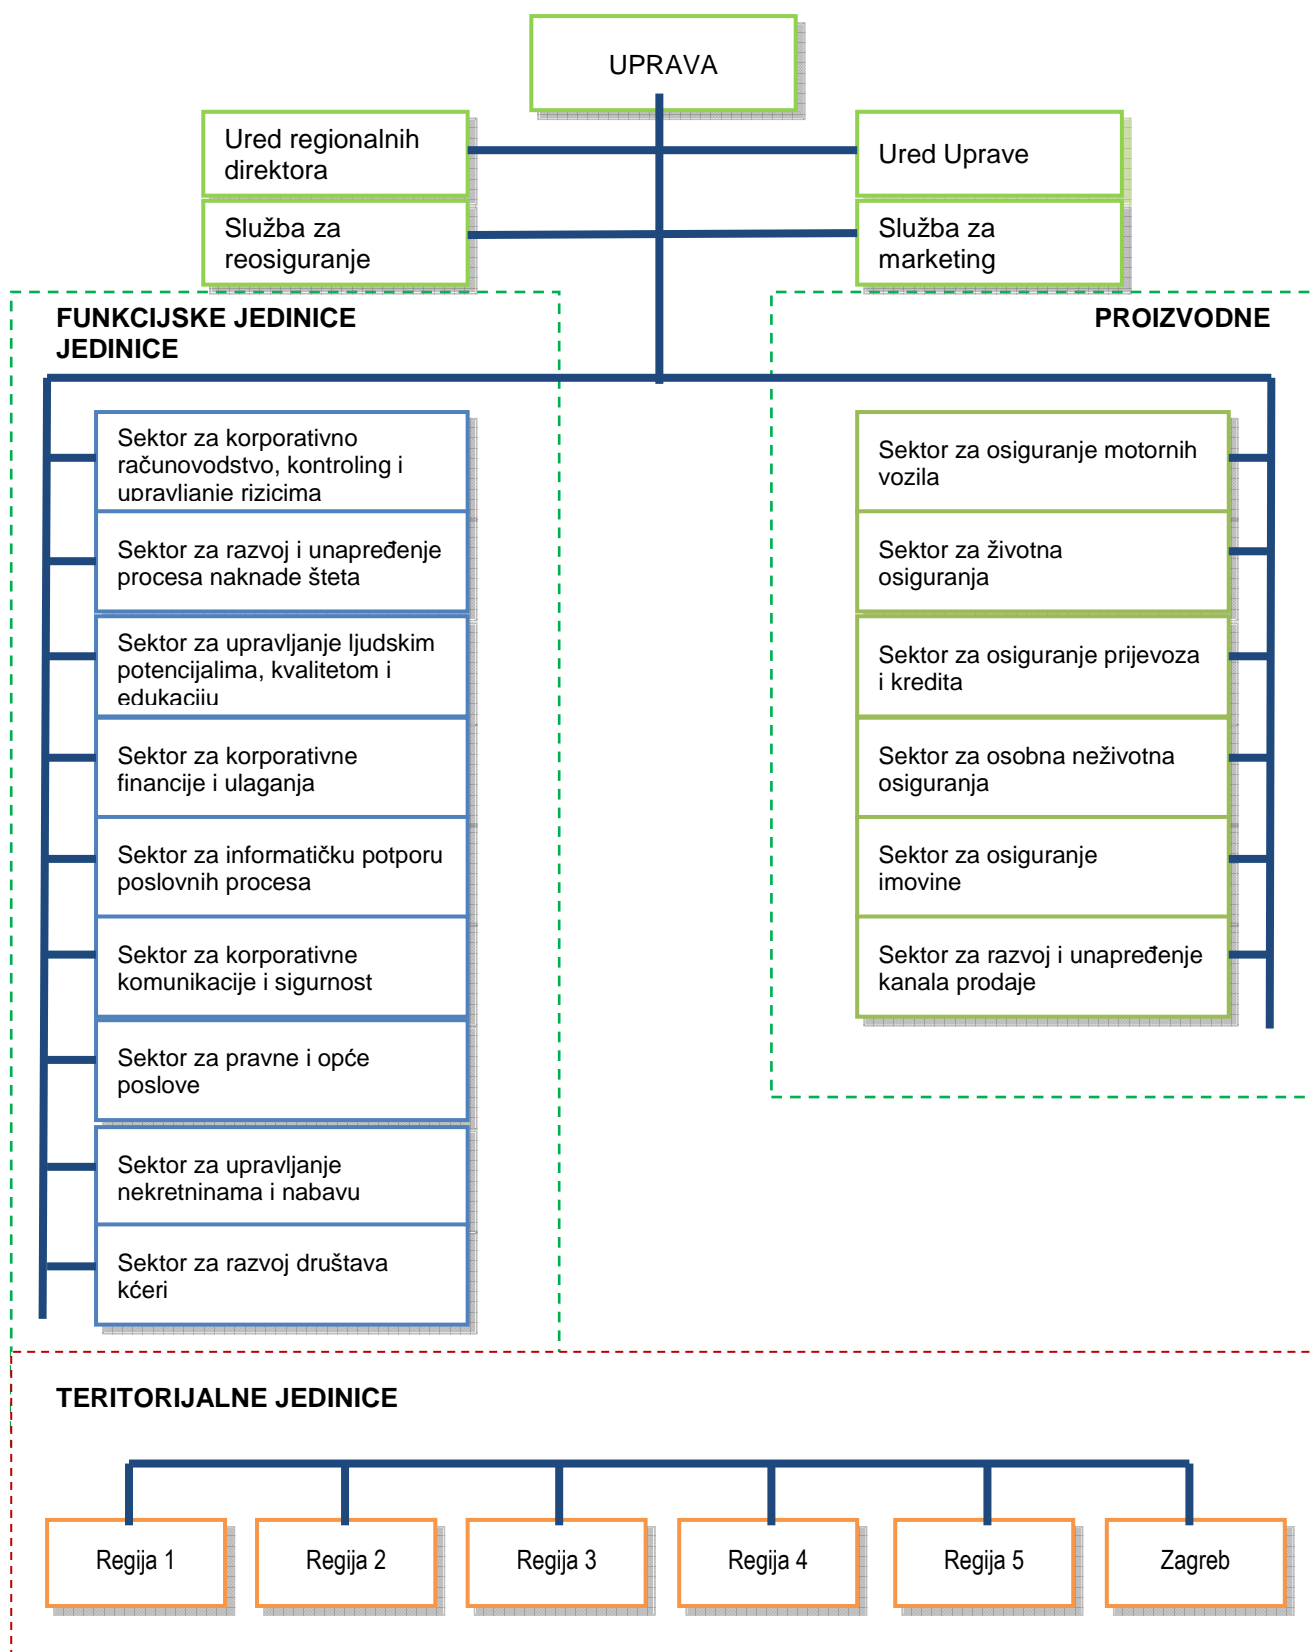 UPRAVA
Ured regionalnih
direktora
Ured Uprave
Služba za
reosiguranje
Služba za
marketing
FUNKCIJSKE JEDINICE PROIZVODNE
JEDINICE
Sektor za korporativno
računovodstvo, kontroling i
upravljanje rizicima
Sektor za razvoj i unapređenje
procesa naknade šteta
Sektor za upravljanje ljudskim
potencijalima, kvalitetom i
edukaciju
Sektor za korporativne
financije i ulaganja
Sektor za informatičku potporu
poslovnih procesa
Sektor za korporativne
komunikacije i sigurnost
Sektor za pravne i opće
poslove
Sektor za upravljanje
nekretninama i nabavu
Sektor za razvoj društava
kćeri
Sektor za osiguranje motornih
vozila
Sektor za životna
osiguranja
Sektor za osiguranje prijevoza
i kredita
Sektor za osobna neživotna
osiguranja
Sektor za osiguranje
imovine
Sektor za razvoj i unapređenje
kanala prodaje
TERITORIJALNE JEDINICE
Regija 1
Regija 2
Regija 3
Regija 4
Regija 5
Zagreb